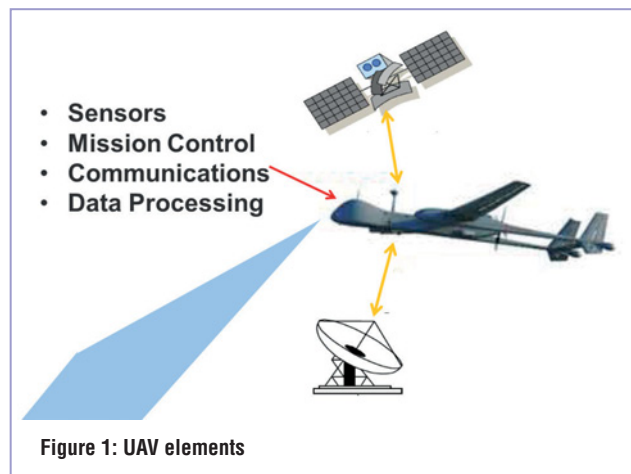 • Sensors
• Mission Control
• Communications
• Data Processing
Figure 1: UAV elements